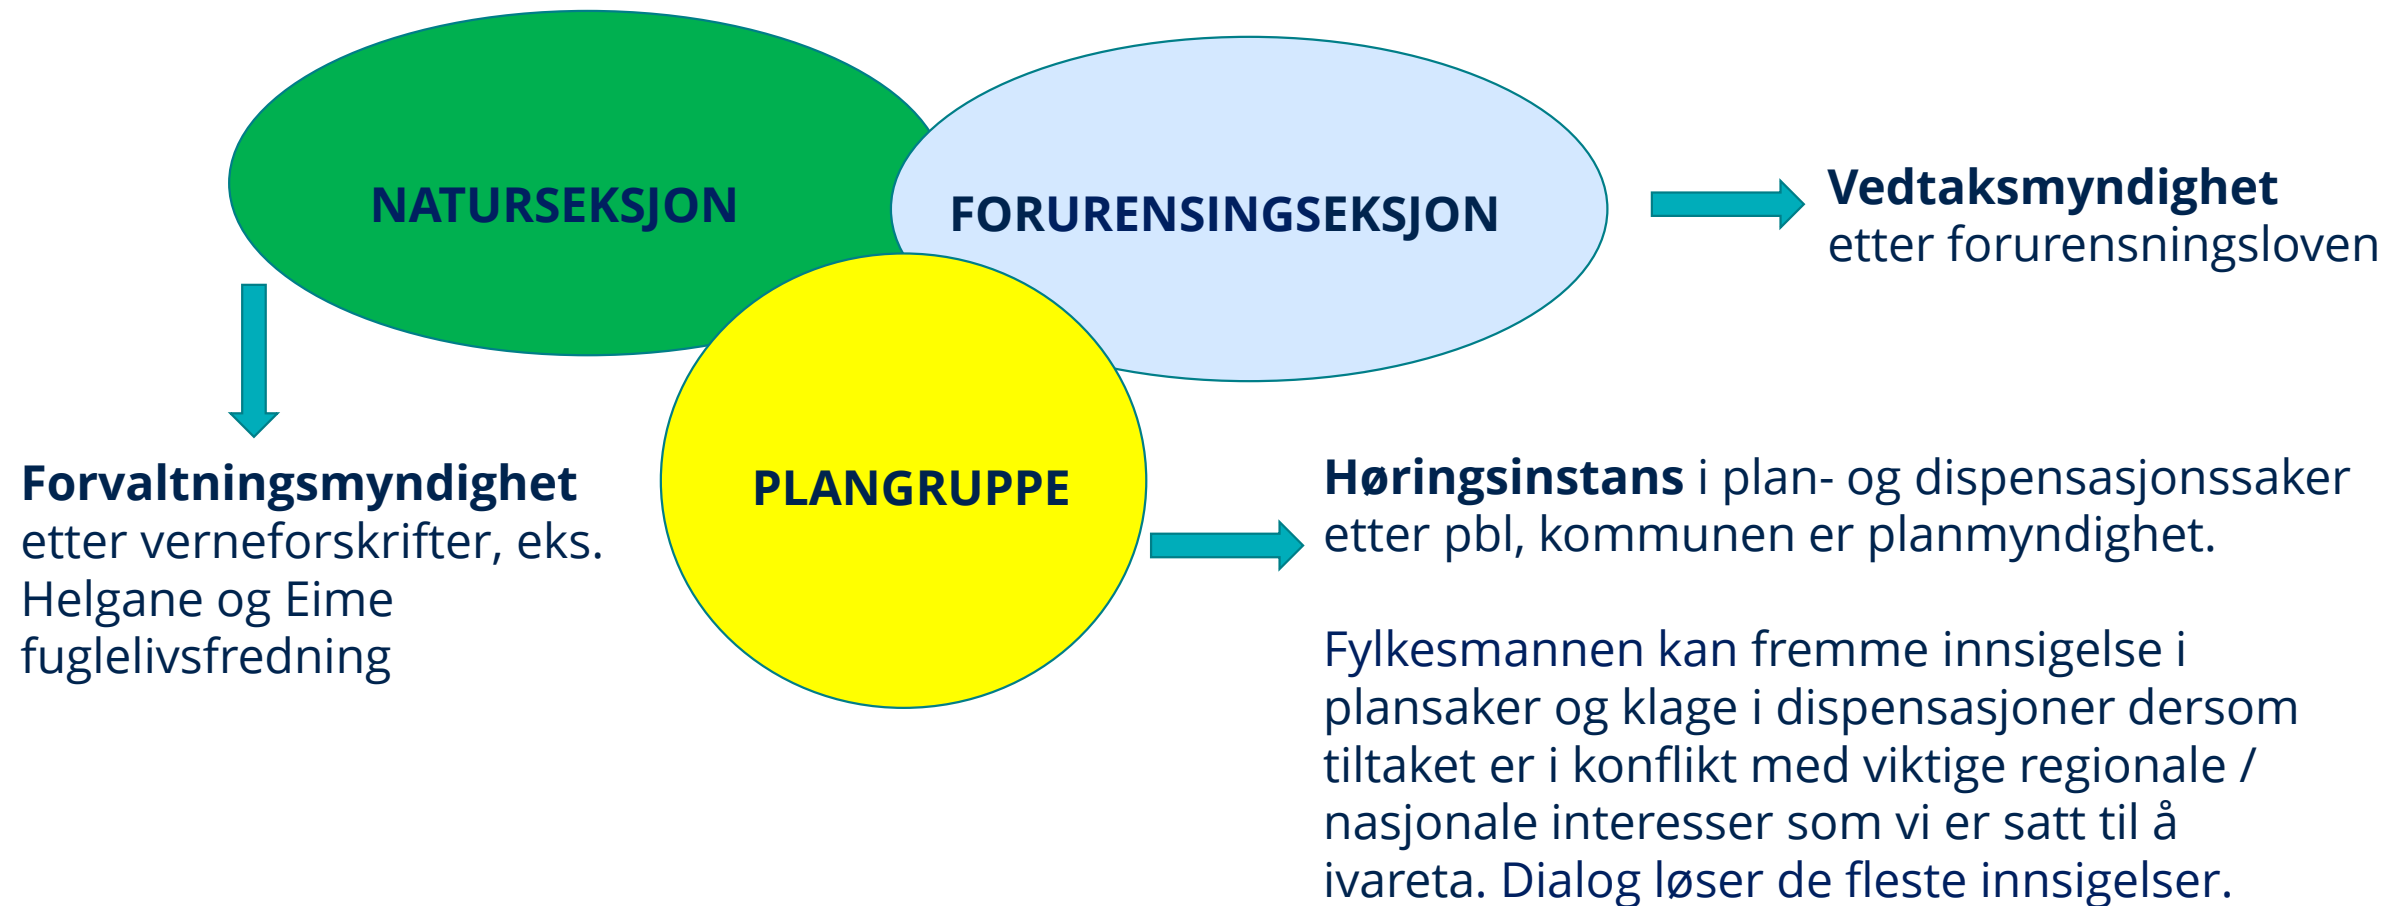 NATURSEKSJON
FORURENSINGSEKSJON
Vedtaksmyndighet
etter forurensningsloven
PLANGRUPPE
Forvaltningsmyndighet
etter verneforskrifter, eks.
Helgane og Eime
fuglelivsfredning
Høringsinstans i plan- og dispensasjonssaker
etter pbl, kommunen er planmyndighet.
Fylkesmannen kan fremme innsigelse i
plansaker og klage i dispensasjoner dersom
tiltaket er i konflikt med viktige regionale /
nasjonale interesser som vi er satt til å
ivareta. Dialog løser de fleste innsigelser.